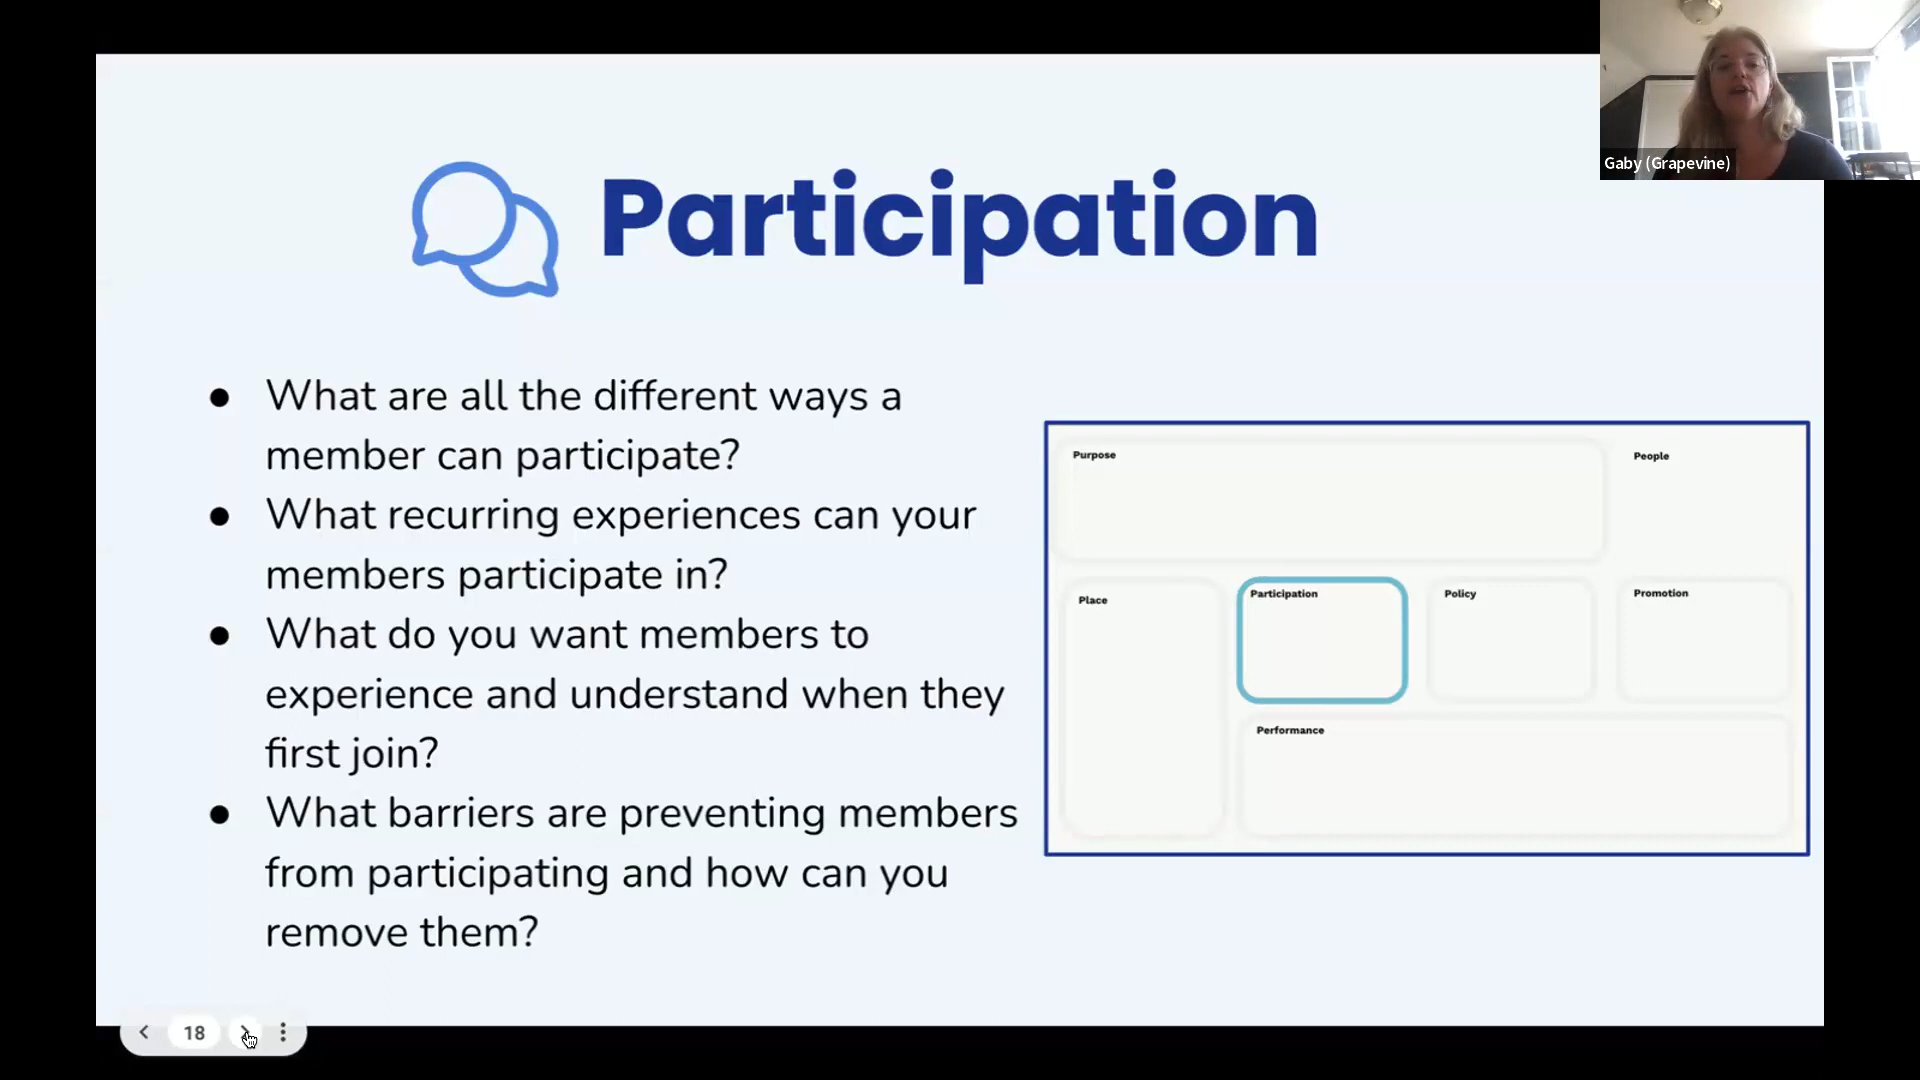 Gaby (Grapevine)
Participation
● What are all the different ways a
member can participate?
● What recurring experiences can your
members participate in?
● What do you want members to
experience and understand when they
first join?
● What barriers are preventing members
from participating and how can you
remove them?
Purpose
People
Place
Participation
Policy
Promotion
Performance
18